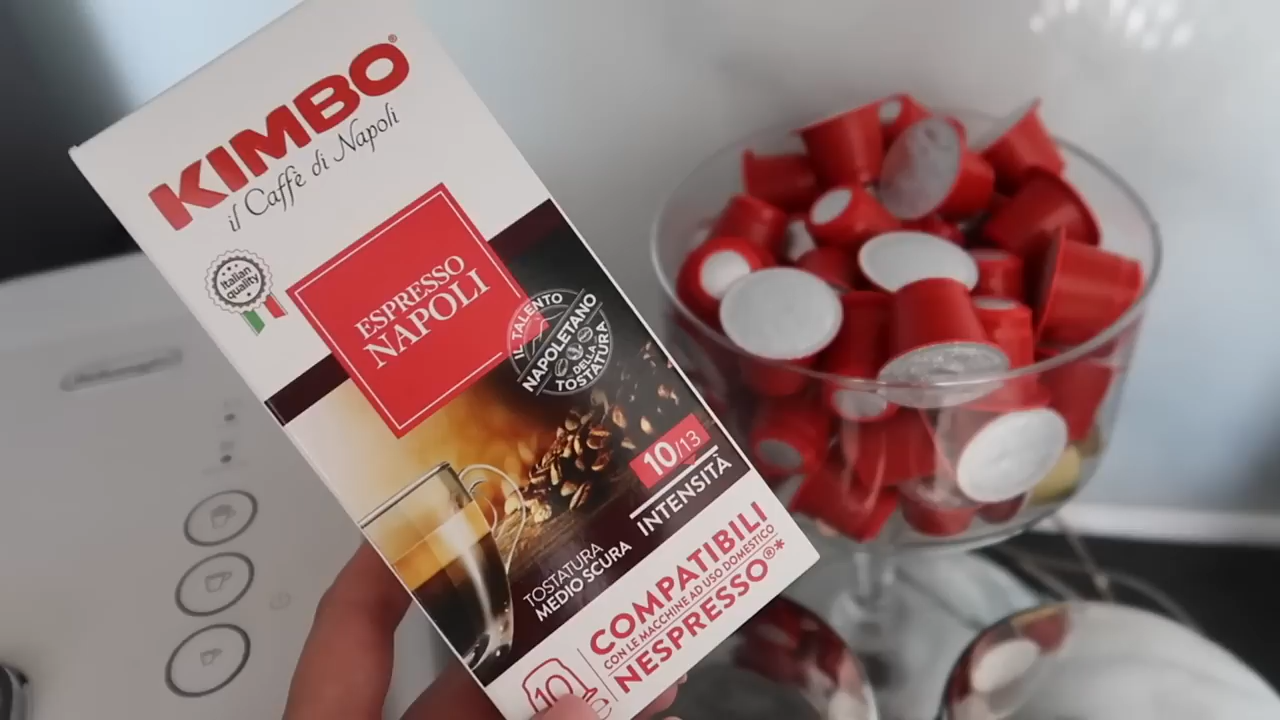 KIMBO®
il Caffè di Napoli
Italian
quality
ESPRESSO
NAPOLI
IL TALENTO
NAPOLETANO
DELLA
TOSTATURA
10/13
INTENSITÀ
TOSTATURA
MEDIO SCURA
COMPATIBILI
CON LE MACCHINE AD USO DOMESTICO
NESPRESSO®*
10